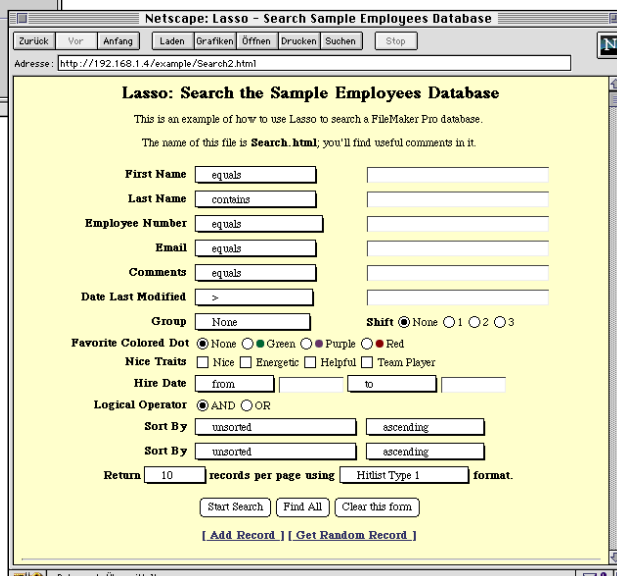 Netscape: Lasso - Search Sample Employees Database
Zurück Vor Anfang Laden Grafiken Öffnen Drucken Suchen Stop
N
Adresse: http://192.168.1.4/example/Search2.html
Lasso: Search the Sample Employees Database
This is an example of how to use Lasso to search a FileMaker Pro database.
The name of this file is Search.html; you'll find useful comments in it.
First Name equals
Last Name contains
Employee Number equals
Email equals
Comments equals
Date Last Modified >
Group None Shift None 1 2 3
Favorite Colored Dot None Green Purple Red
Nice Traits Nice Energetic Helpful Team Player
Hire Date from to
Logical Operator AND OR
Sort By unsorted ascending
Sort By unsorted ascending
Return 10 records per page using Hitlist Type 1 format.
Start Search Find All Clear this form
[ Add Record ] [ Get Random Record ]